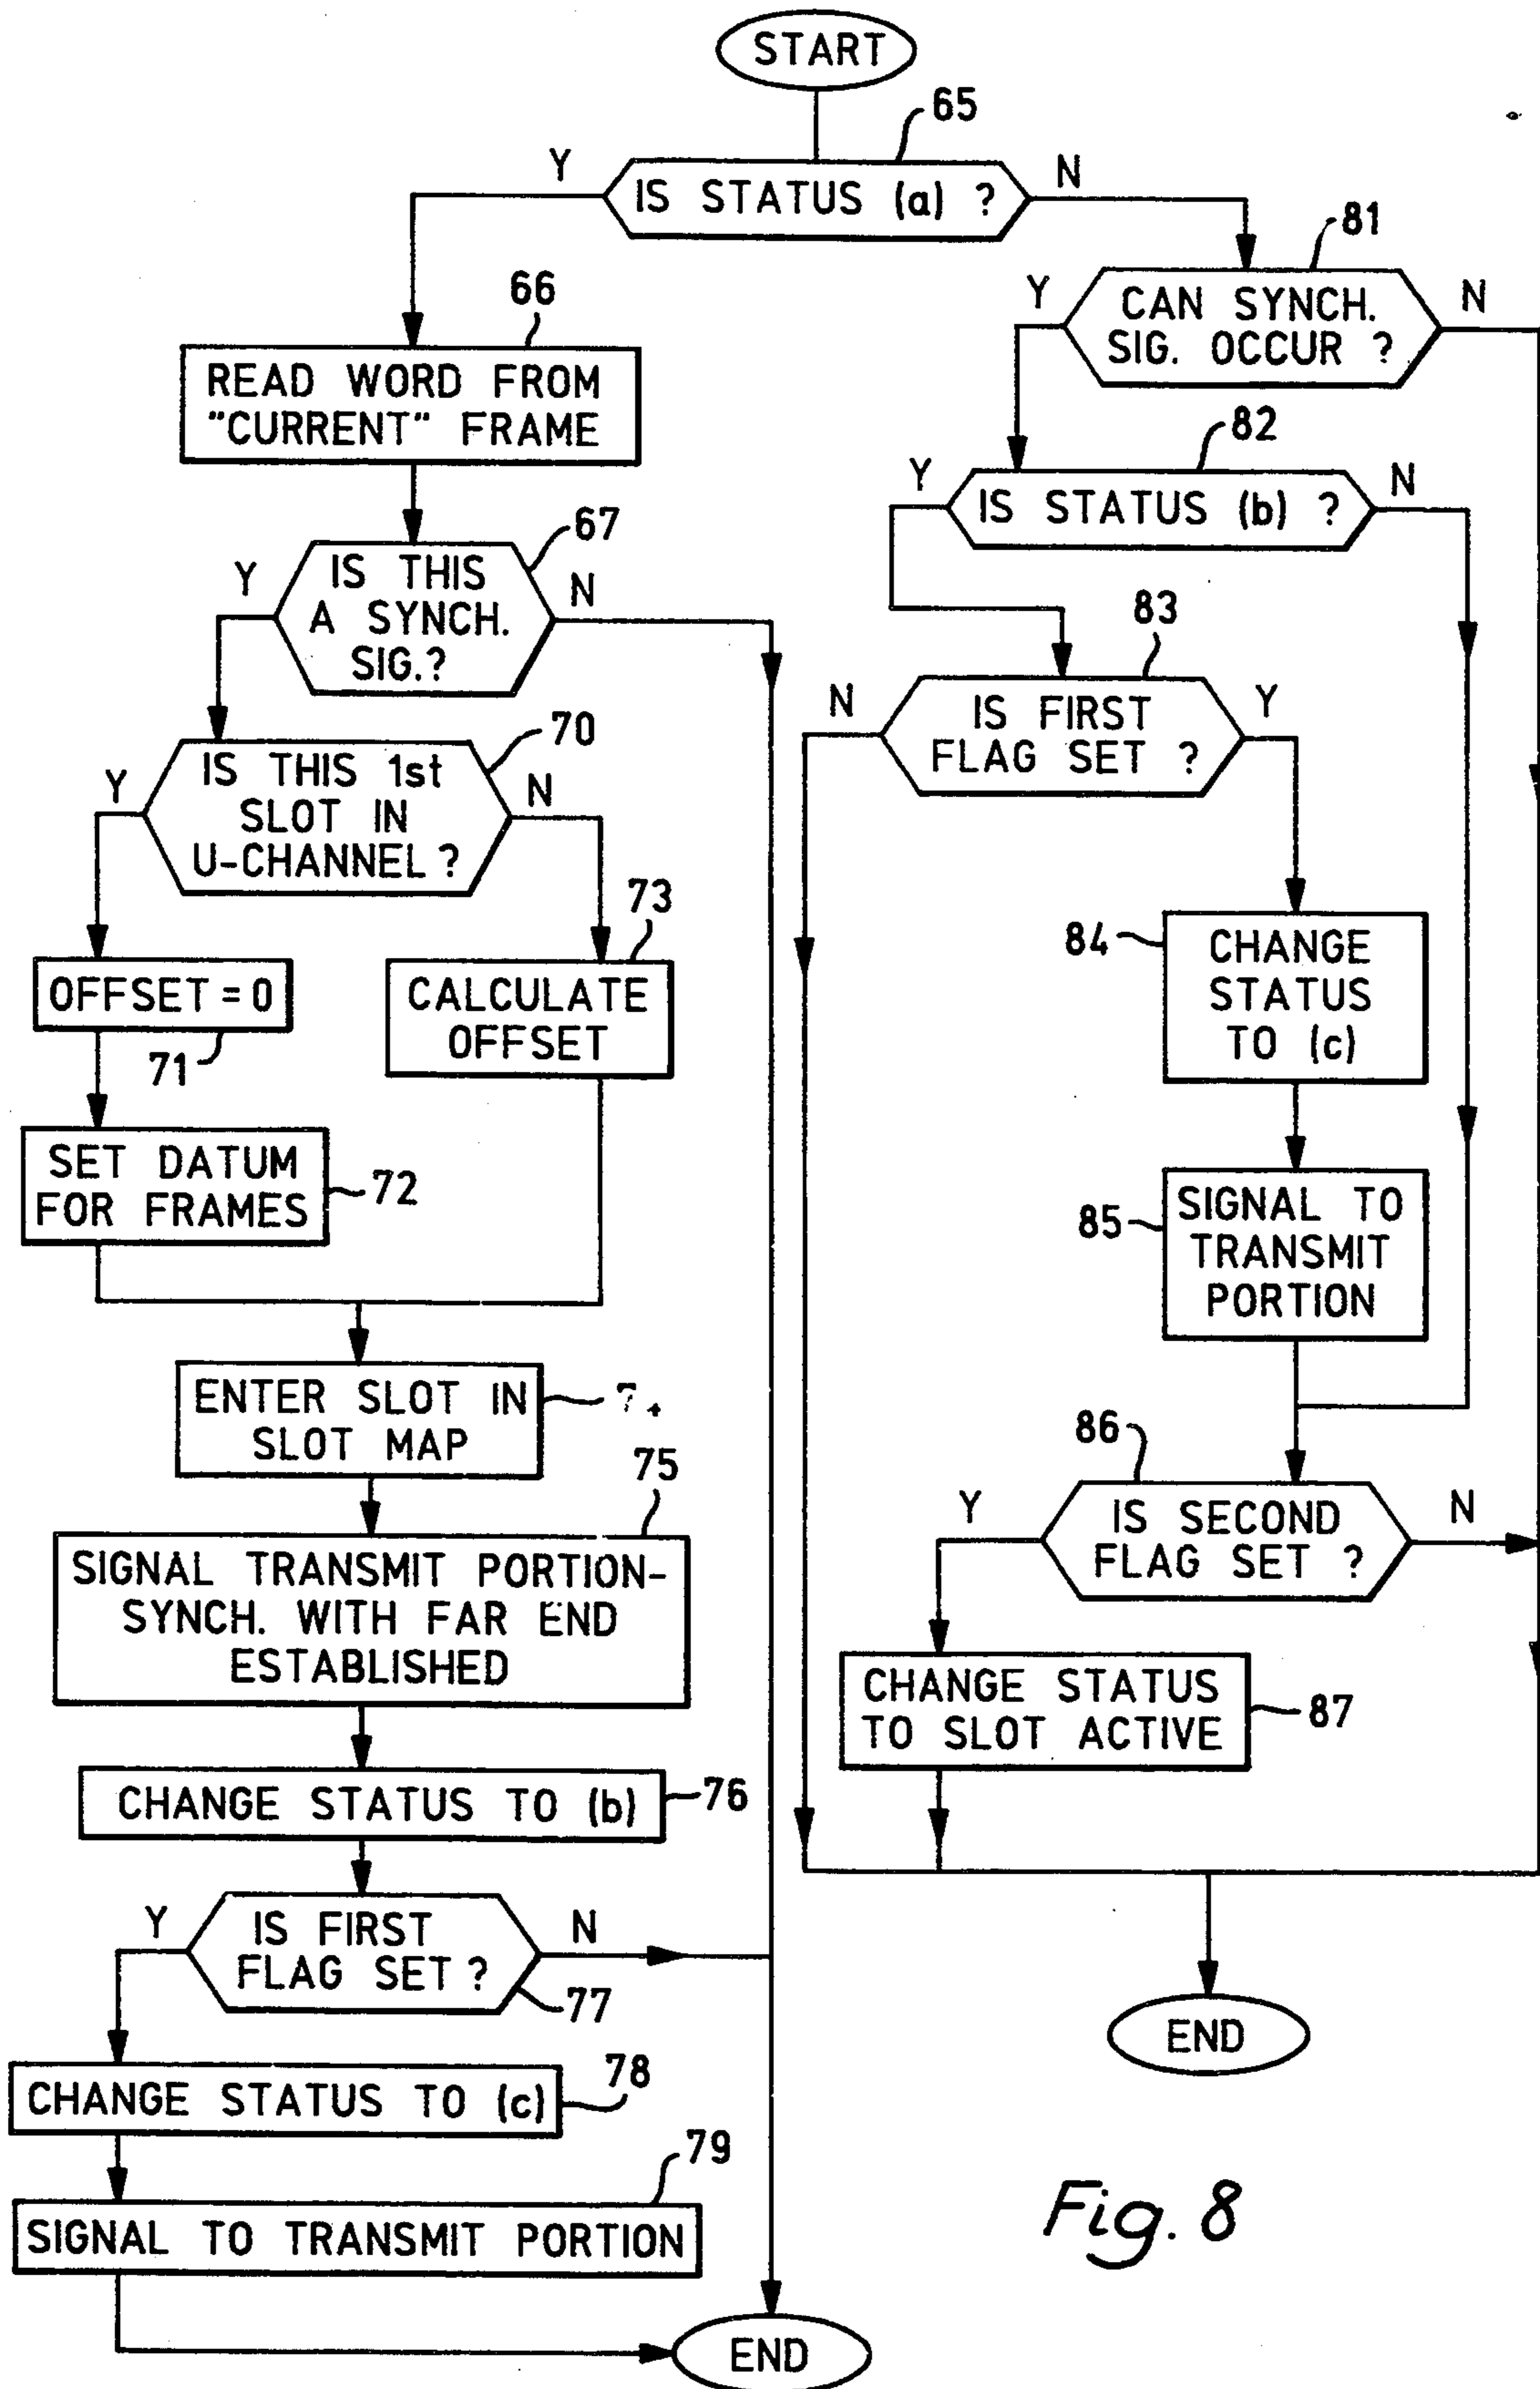 START
65
Y
IS STATUS (a) ?
N
66
READ WORD FROM
"CURRENT" FRAME
67
Y
IS THIS
A SYNCH.
SIG.?
N
70
Y
IS THIS 1st
SLOT IN
U-CHANNEL ?
N
OFFSET = 0
71
73
CALCULATE
OFFSET
SET DATUM
FOR FRAMES
72
ENTER SLOT IN
SLOT MAP
75
SIGNAL TRANSMIT PORTION-
SYNCH. WITH FAR END
ESTABLISHED
CHANGE STATUS TO (b)
76
Y
IS FIRST
FLAG SET ?
N
77
CHANGE STATUS TO (c)
78
79
SIGNAL TO TRANSMIT PORTION
END
81
Y
CAN SYNCH.
SIG. OCCUR ?
N
82
Y
IS STATUS (b) ?
N
83
N
IS FIRST
FLAG SET ?
Y
84
CHANGE
STATUS
TO (c)
85
SIGNAL TO
TRANSMIT
PORTION
86
Y
IS SECOND
FLAG SET ?
N
CHANGE STATUS
TO SLOT ACTIVE
87
END
Fig. 8